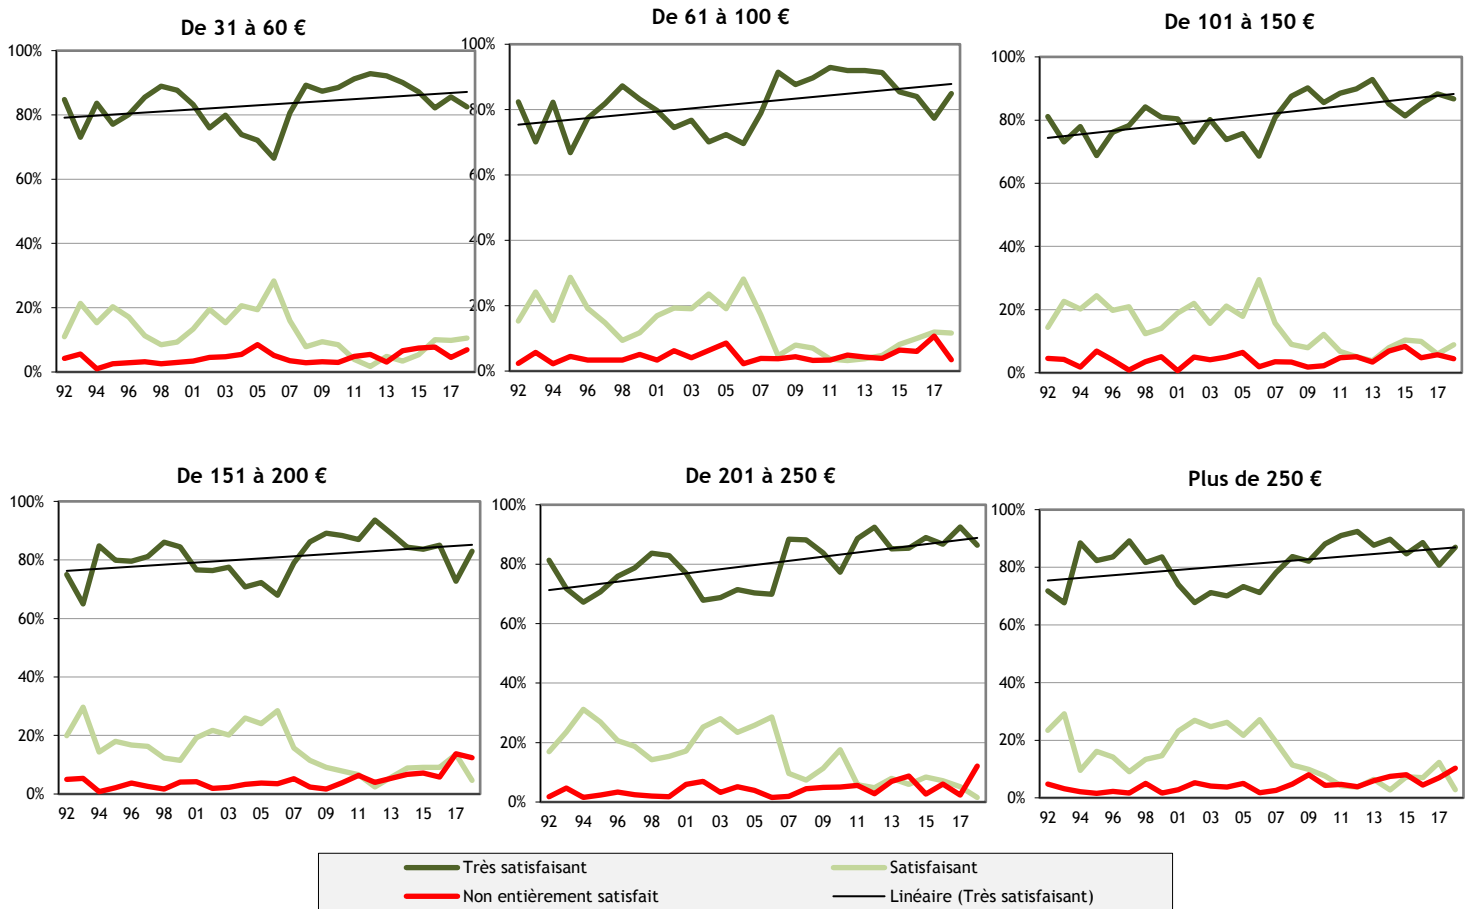 De 31 à 60 €
De 61 à 100 €
De 101 à 150 €
100%
80%
60%
40%
20%
0%
92 94 96 98 01 03 05 07 09 11 13 15 17
100%
80%
60%
40%
20%
0%
92 94 96 98 01 03 05 07 09 11 13 15 17
100%
80%
60%
40%
20%
0%
92 94 96 98 01 03 05 07 09 11 13 15 17
De 151 à 200 €
De 201 à 250 €
Plus de 250 €
100%
80%
60%
40%
20%
0%
92 94 96 98 01 03 05 07 09 11 13 15 17
100%
80%
60%
40%
20%
0%
92 94 96 98 01 03 05 07 09 11 13 15 17
100%
80%
60%
40%
20%
0%
92 94 96 98 01 03 05 07 09 11 13 15 17
Très satisfaisant
Satisfaisant
Non entièrement satisfait
Linéaire (Très satisfaisant)